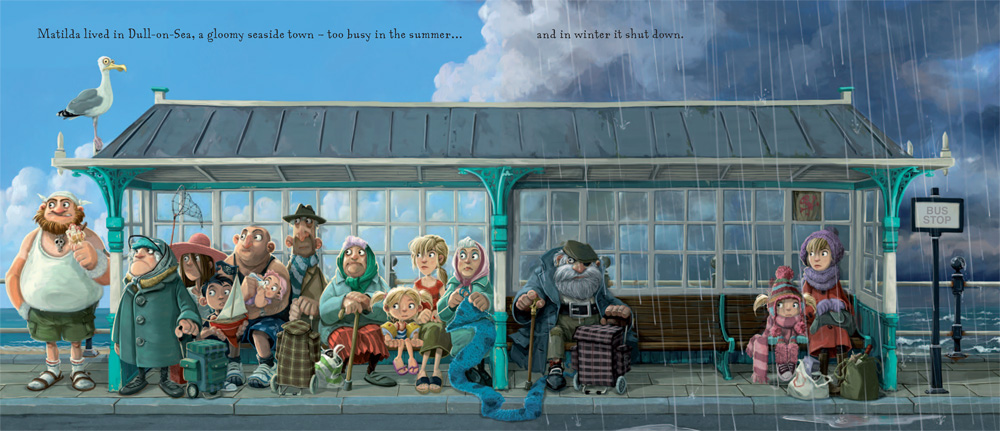 Matilda lived in Dull-on-Sea, a gloomy seaside town – too busy in the summer...
and in winter it shut down.
BUS
STOP